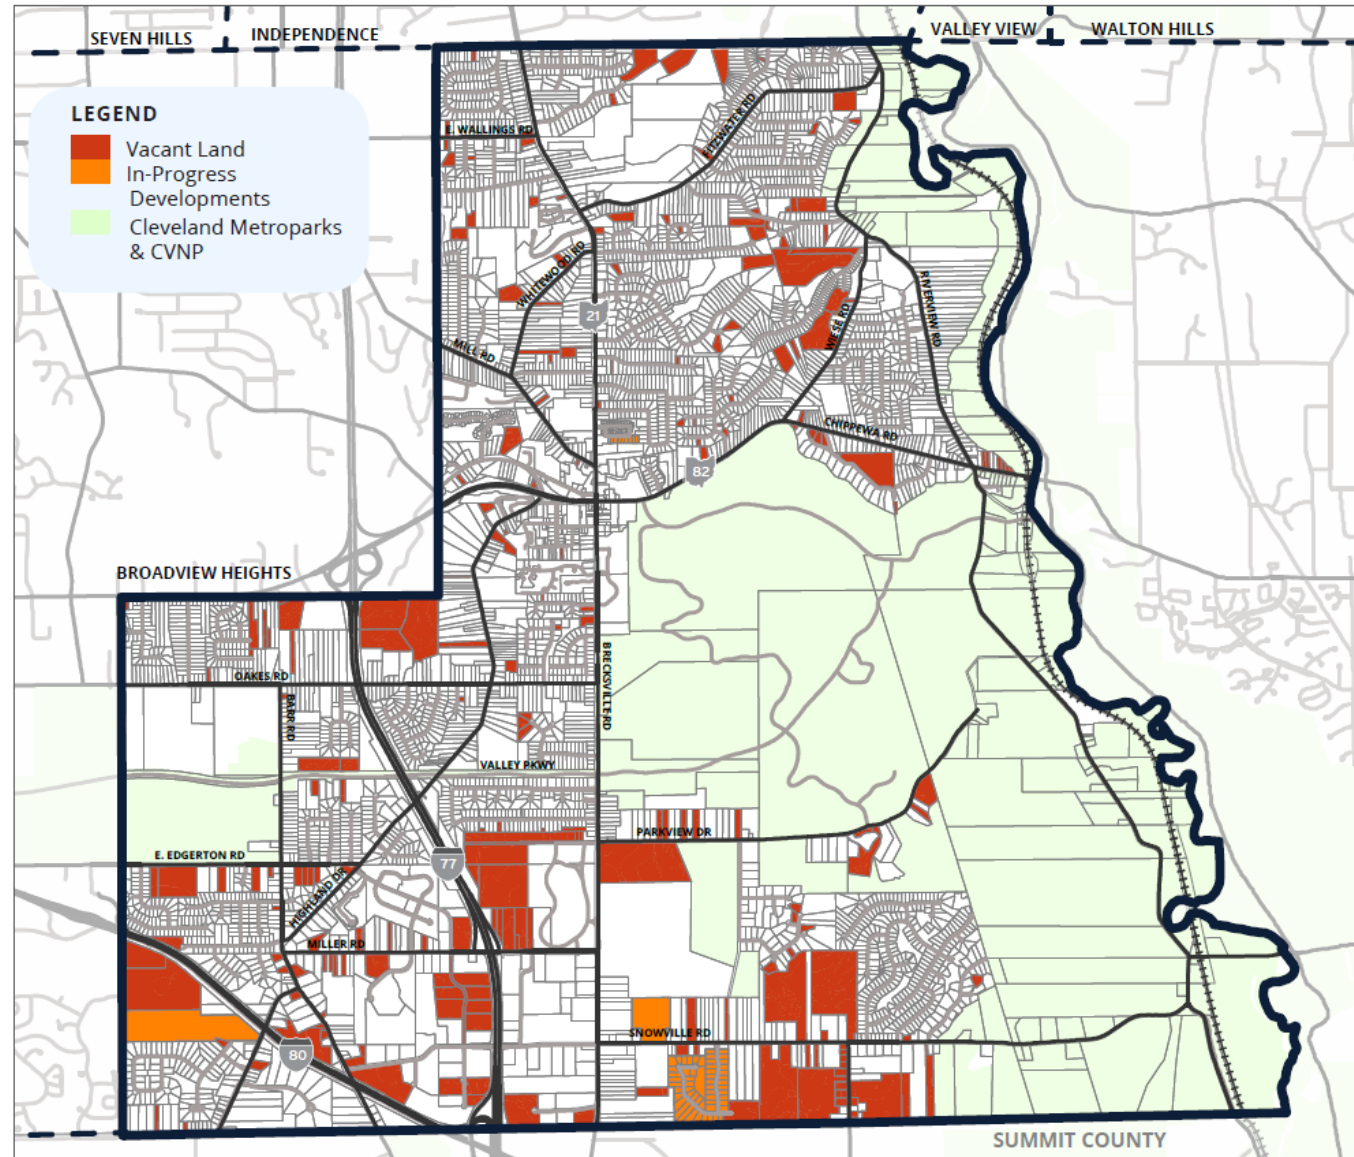 SEVEN HILLS
INDEPENDENCE
VALLEY VIEW
WALTON HILLS
LEGEND
Vacant Land
In-Progress
Developments
Cleveland Metroparks
& CVNP
E. WALLINGS RD
FITZWATER RD
WHITEWOOD RD
21
RIVERVIEW RD
WIESE RD
MILL RD
CHIPPEWA RD
82
BROADVIEW HEIGHTS
BRECKSVILLE RD
OAKES RD
BARR RD
VALLEY PKWY
PARKVIEW DR
E. EDGERTON RD
77
HIGHLAND DR
MILLER RD
SNOWVILLE RD
80
SUMMIT COUNTY